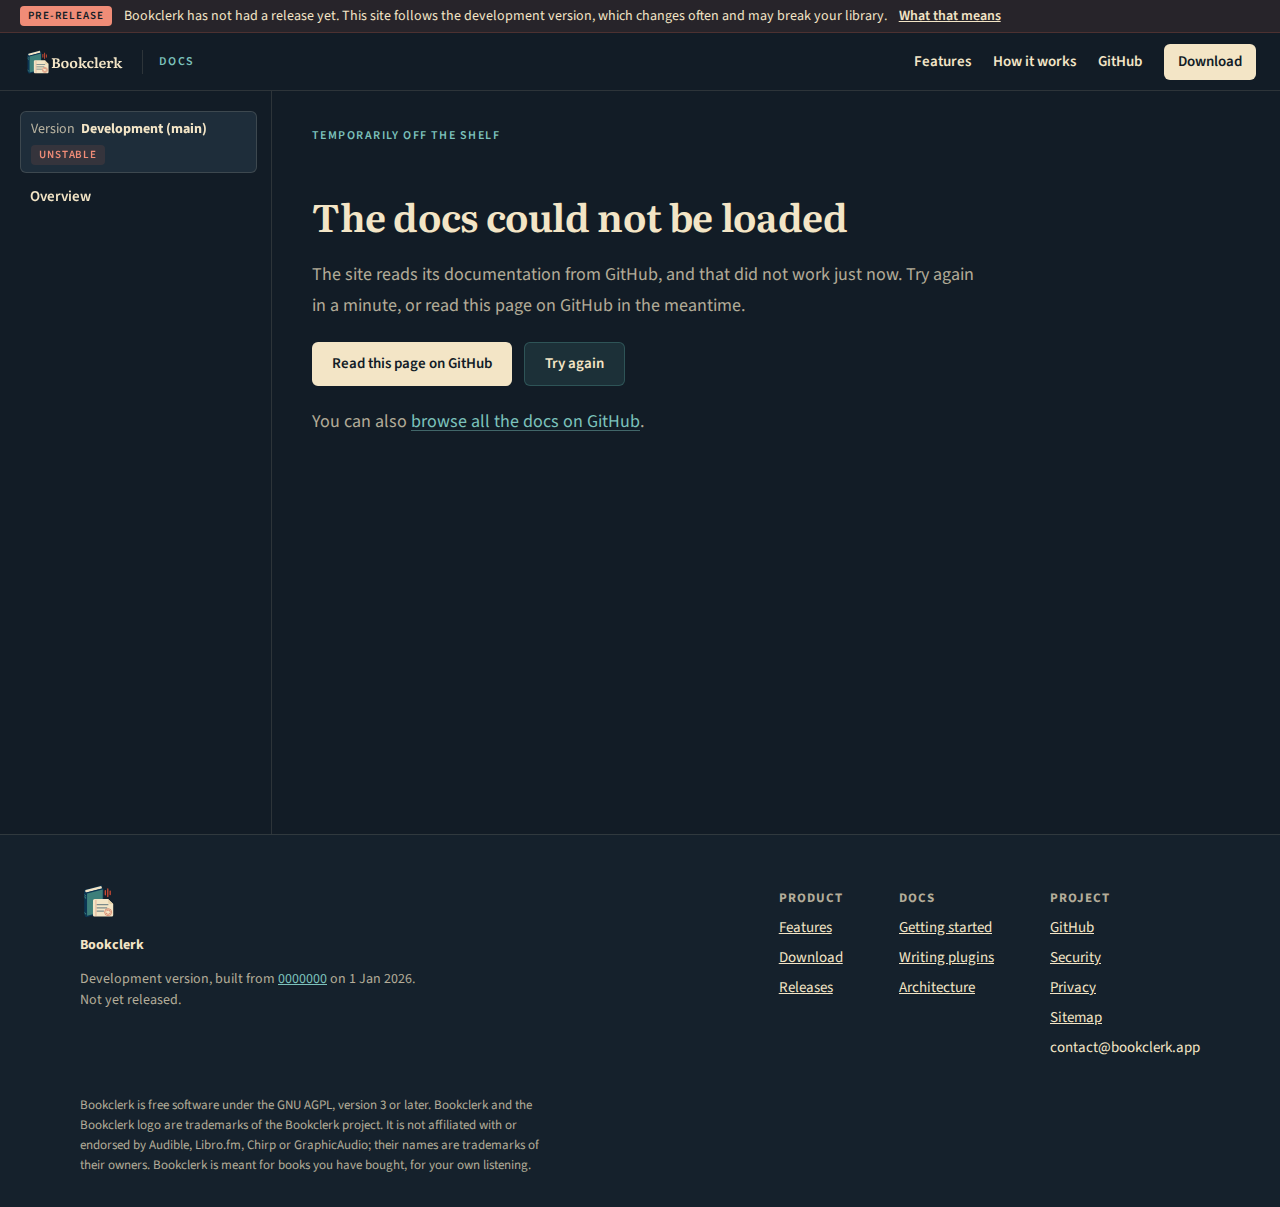 PRE-RELEASE Bookclerk has not had a release yet. This site follows the development version, which changes often and may break your library. What that means
Bookclerk DOCS Features How it works GitHub Download
Version Development (main)
UNSTABLE
Overview
TEMPORARILY OFF THE SHELF
The docs could not be loaded
The site reads its documentation from GitHub, and that did not work just now. Try again
in a minute, or read this page on GitHub in the meantime.
Read this page on GitHub Try again
You can also browse all the docs on GitHub.
Bookclerk
Development version, built from 0000000 on 1 Jan 2026.
Not yet released.
PRODUCT
Features
Download
Releases
DOCS
Getting started
Writing plugins
Architecture
PROJECT
GitHub
Security
Privacy
Sitemap
contact@bookclerk.app
Bookclerk is free software under the GNU AGPL, version 3 or later. Bookclerk and the
Bookclerk logo are trademarks of the Bookclerk project. It is not affiliated with or
endorsed by Audible, Libro.fm, Chirp or GraphicAudio; their names are trademarks of
their owners. Bookclerk is meant for books you have bought, for your own listening.